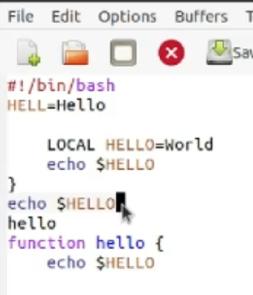 File Edit Options Buffers
Sav
#!/bin/bash
HELL=Hello
LOCAL HELLO=World
echo $HELLO
}
echo $HELLO
hello
function hello {
echo $HELLO